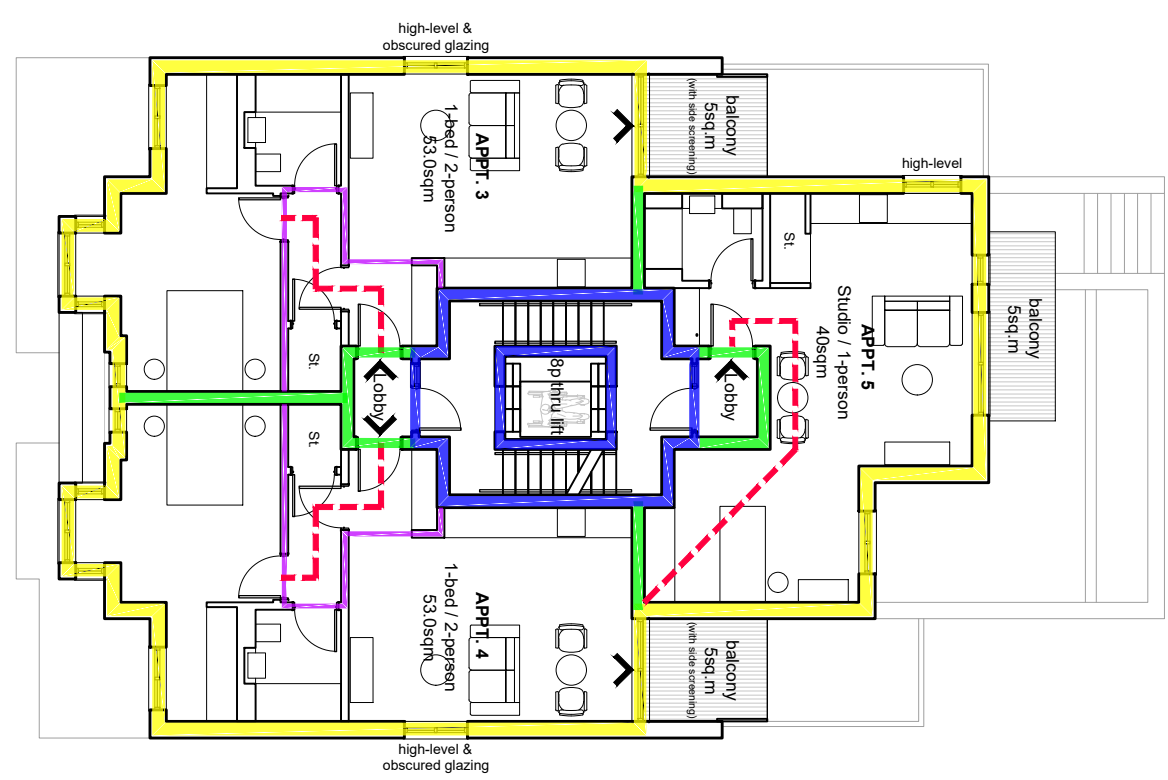 high-level &
obscured glazing
APPT. 3
1-bed / 2-person
53.0sqm
balcony
5sq.m
(with side screening)
high-level
St.
APPT. 5
Studio / 1-person
40sqm
balcony
5sq.m
St.
Lobby
8p thru lift
Lobby
St.
APPT. 4
1-bed / 2-person
53.0sqm
balcony
5sq.m
(with side screening)
high-level &
obscured glazing